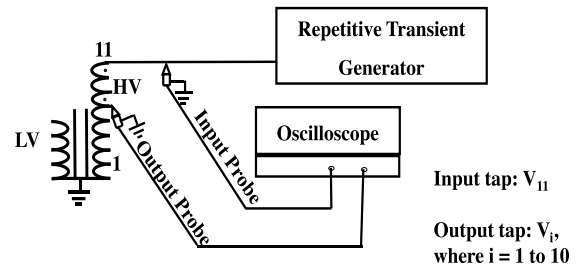 Repetitive Transient
Generator
11
HV
LV
1
Input Probe
Output Probe
Oscilloscope
Input tap: V₁₁
Output tap: Vᵢ,
where i = 1 to 10